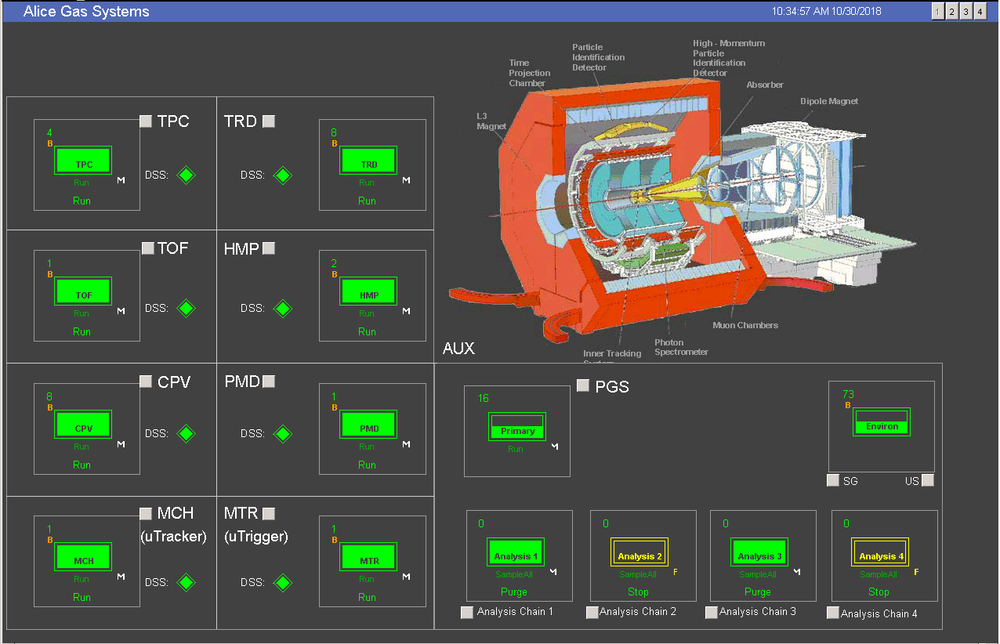 Alice Gas Systems
10:34:57 AM 10/30/2018
1 2 3 4
Particle
Identification
Detector
High - Momentum
Particle
Identification
Detector
Time
Projection
Chamber
Absorber
Dipole Magnet
L3
Magnet
Muon Chambers
Photon
Spectrometer
Inner Tracking
System
TPC
4
B
TPC
Run
M
Run
DSS:
TRD
8
B
TRD
Run
M
Run
DSS:
TOF
1
B
TOF
Run
M
Run
DSS:
HMP
2
B
HMP
Run
M
Run
DSS:
CPV
8
B
CPV
Run
M
Run
DSS:
PMD
1
B
PMD
Run
M
Run
DSS:
MCH
(uTracker)
1
B
MCH
Run
M
Run
DSS:
MTR
(uTrigger)
1
B
MTR
Run
M
Run
DSS:
AUX
PGS
16
Primary
Run
M
73
B
Environ
SG
US
0
Analysis 1
SampleAll
M
Purge
Analysis Chain 1
0
Analysis 2
SampleAll
F
Stop
Analysis Chain 2
0
Analysis 3
SampleAll
M
Purge
Analysis Chain 3
0
Analysis 4
SampleAll
F
Stop
Analysis Chain 4